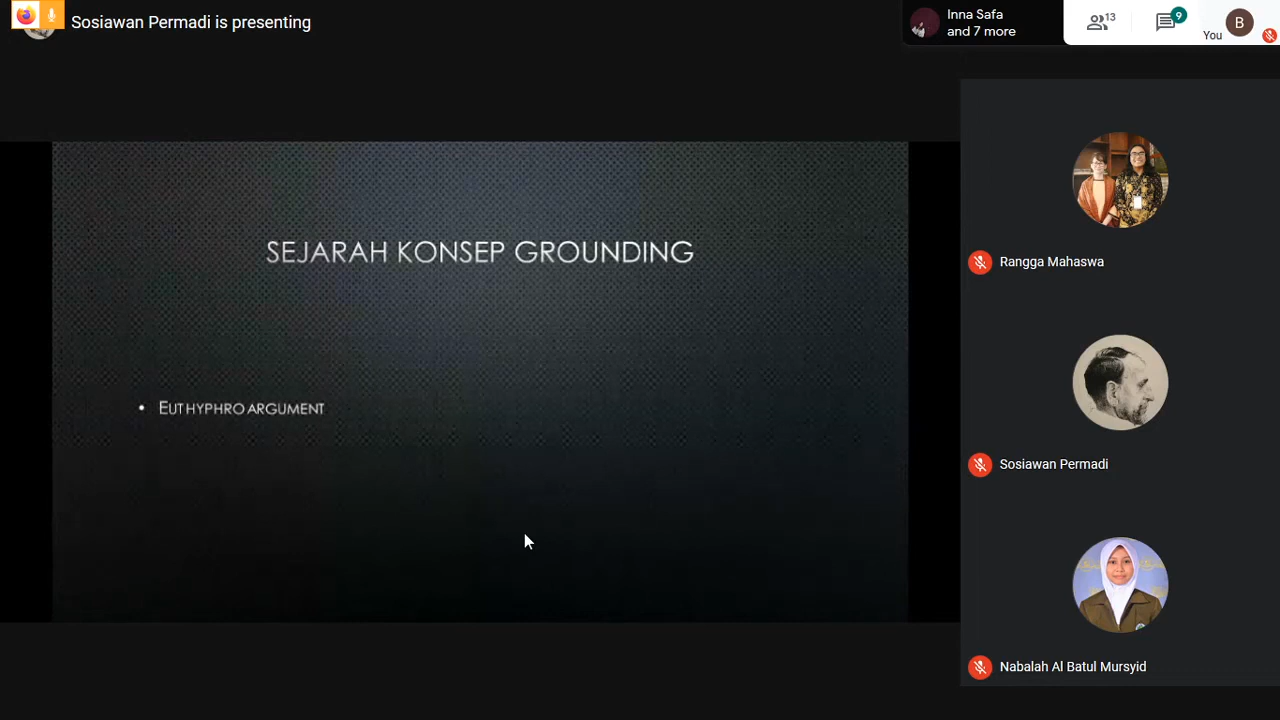 Sosiawan Permadi is presenting
Inna Safa
and 7 more
13
9
You
B
SEJARAH KONSEP GROUNDING
• EUTHYPHRO ARGUMENT
Rangga Mahaswa
Sosiawan Permadi
Nabalah Al Batul Mursyid